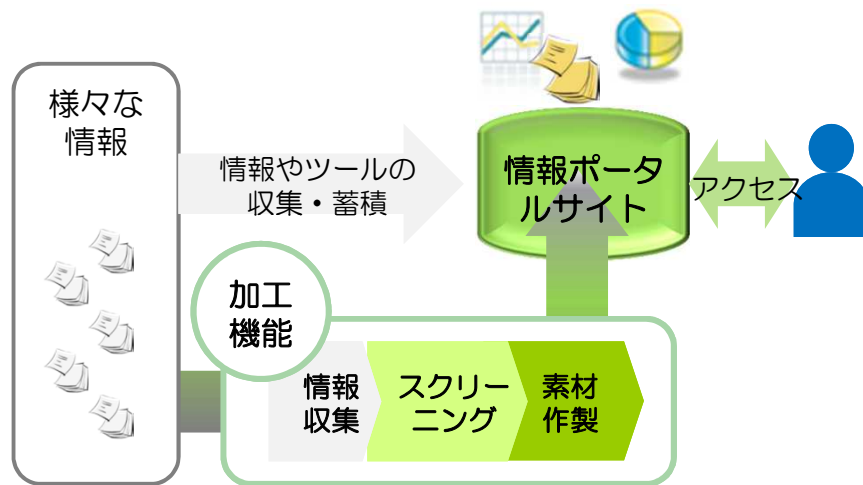 様々な
情報
情報やツールの
収集・蓄積
情報ポータ
ルサイト
アクセス
加工
機能
情報
収集
スクリー
ニング
素材
作製